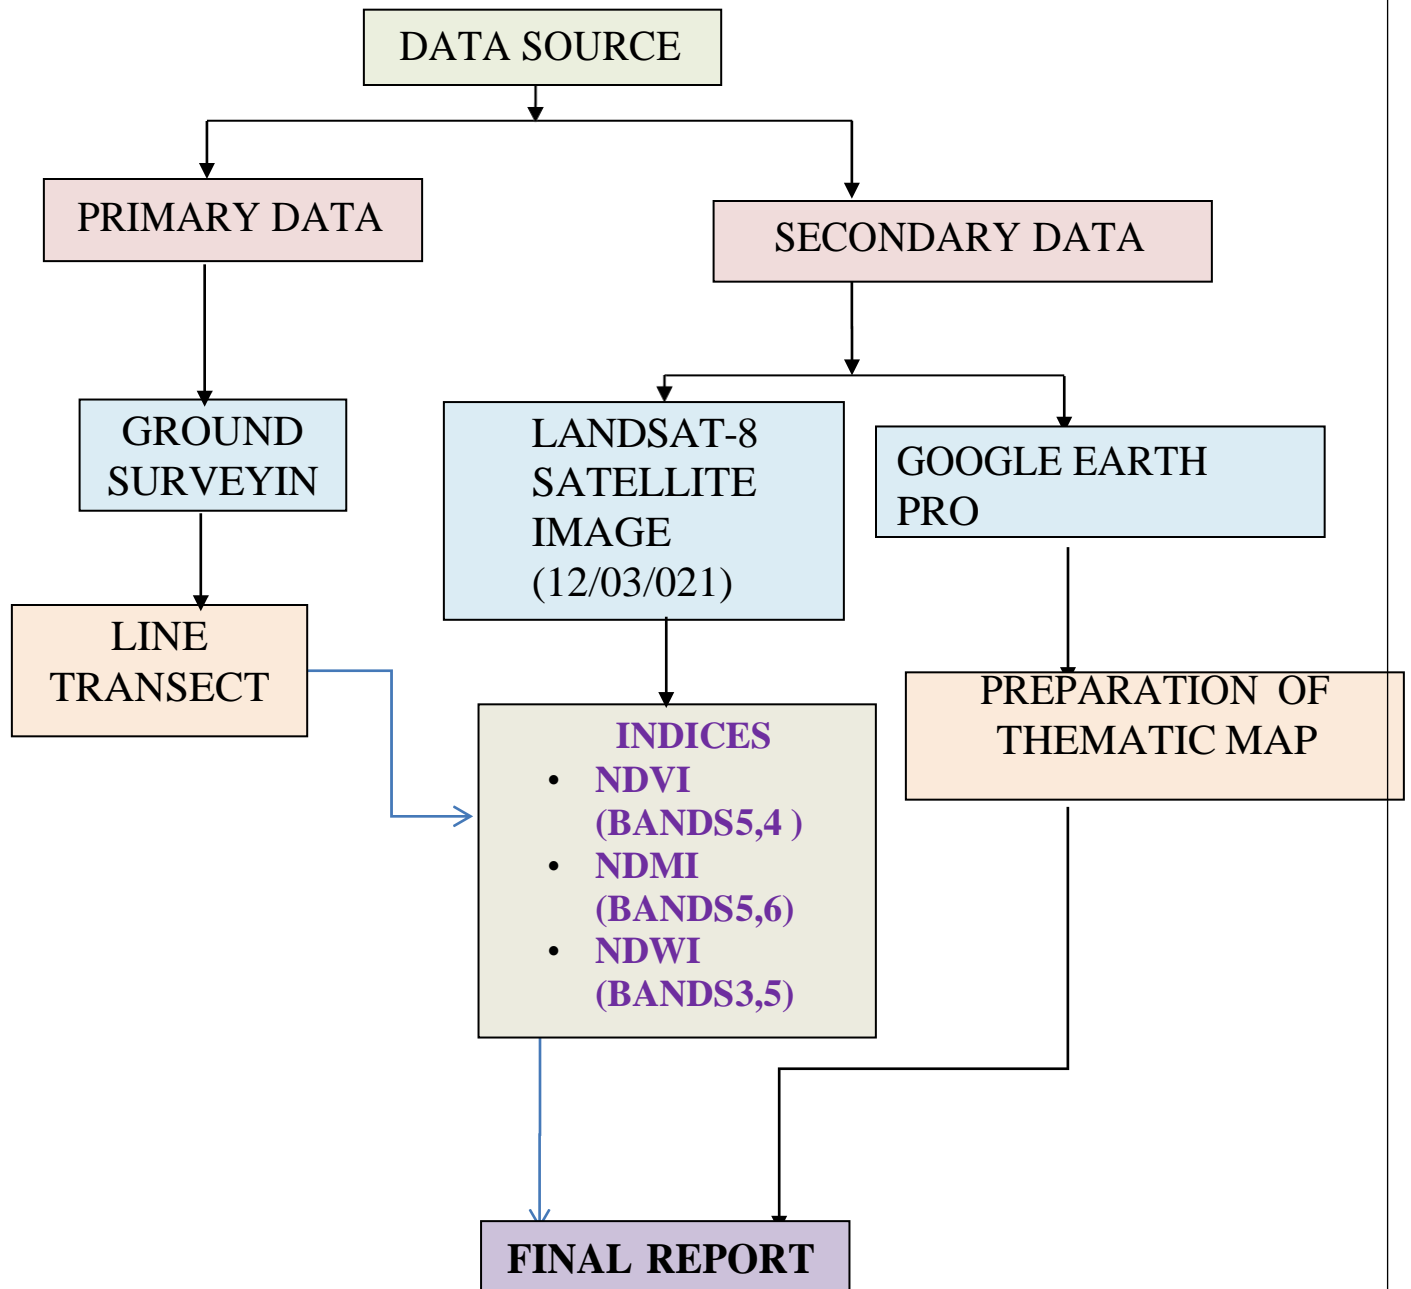 DATA SOURCE
PRIMARY DATA
SECONDARY DATA
GROUND
SURVEYIN
LANDSAT-8
SATELLITE
IMAGE
(12/03/021)
GOOGLE EARTH
PRO
LINE
TRANSECT
PREPARATION OF
THEMATIC MAP
INDICES
• NDVI
(BANDS5,4 )
• NDMI
(BANDS5,6)
• NDWI
(BANDS3,5)
FINAL REPORT